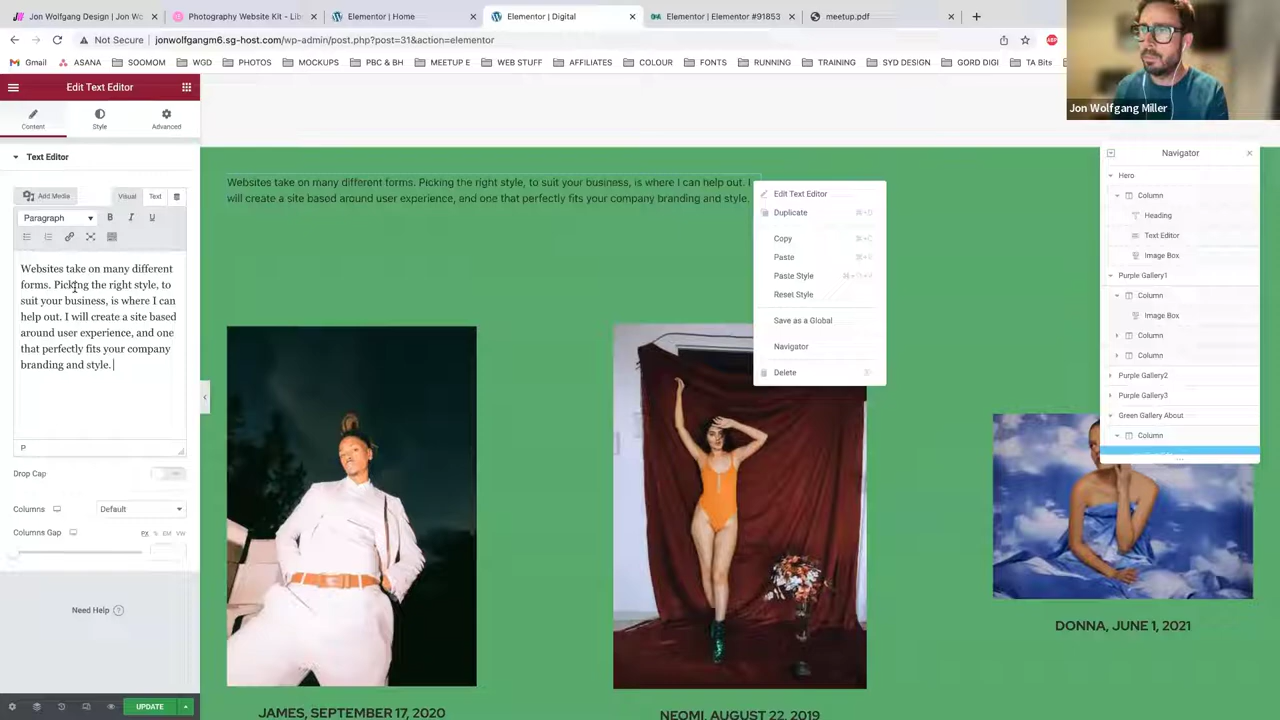 Jon Wolfgang Design | Jon Wo
Photography Website Kit - Lib
Elementor | Home
Elementor | Digital
Elementor | Elementor #91853
meetup.pdf
Not Secure
jonwolfgangm6.sg-host.com/wp-admin/post.php?post=31&action=elementor
ABP
Gmail
ASANA
SOOMOM
WGD
PHOTOS
MOCKUPS
PBC & BH
MEETUP E
WEB STUFF
AFFILIATES
COLOUR
FONTS
RUNNING
TRAINING
SYD DESIGN
GORD DIGI
TA Bits
Jon Wolfgang Miller
Edit Text Editor
Content
Style
Advanced
Text Editor
Add Media
Visual
Text
Paragraph
B
I
U
Websites take on many different
forms. Picking the right style, to
suit your business, is where I can
help out. I will create a site based
around user experience, and one
that perfectly fits your company
branding and style.
P
Drop Cap
Columns
Default
Columns Gap
PX
%
EM
VW
Need Help
UPDATE
Websites take on many different forms. Picking the right style, to suit your business, is where I can help out. I
will create a site based around user experience, and one that perfectly fits your company branding and style.
Edit Text Editor
Duplicate
⌘+D
Copy
⌘+C
Paste
Paste Style
Reset Style
Save as a Global
Navigator
Delete
Navigator
Hero
Column
Heading
Text Editor
Image Box
Purple Gallery1
Column
Image Box
Column
Column
Purple Gallery2
Purple Gallery3
Green Gallery About
Column
JAMES, SEPTEMBER 17, 2020
NEOMI, AUGUST 22, 2019
DONNA, JUNE 1, 2021